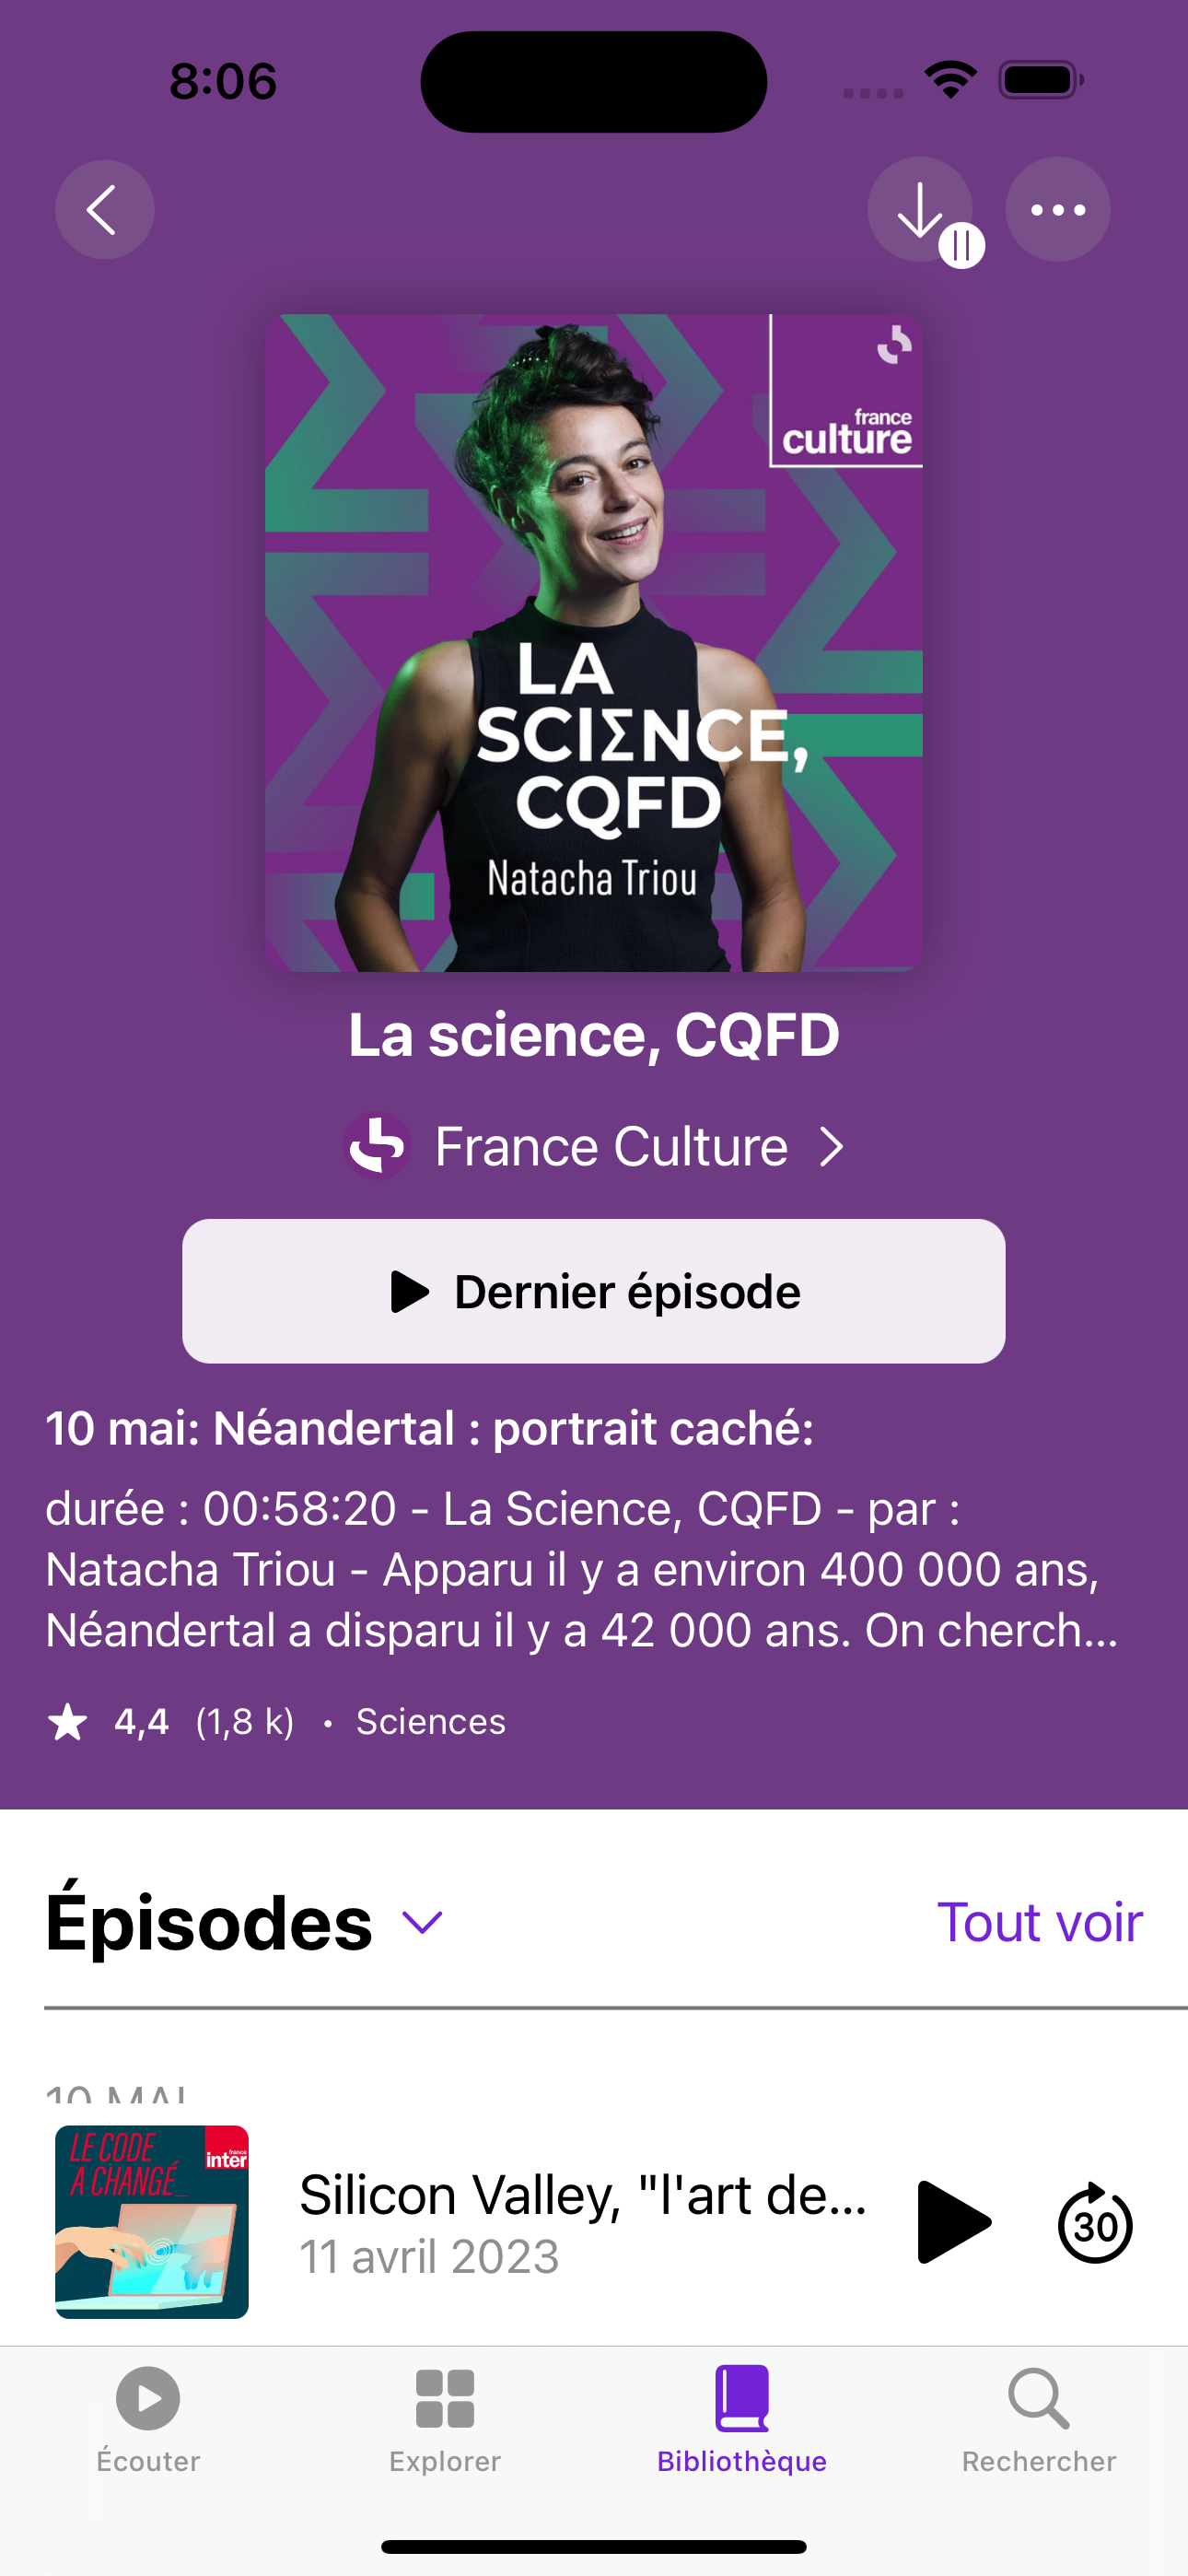 8:06
france
culture
LA
SCIΣNCE,
CQFD
Natacha Triou
La science, CQFD
France Culture
Dernier épisode
10 mai: Néandertal : portrait caché:
durée : 00:58:20 - La Science, CQFD - par :
Natacha Triou - Apparu il y a environ 400 000 ans,
Néandertal a disparu il y a 42 000 ans. On cherch...
4,4 (1,8 k) • Sciences
Épisodes
Tout voir
10 MAI
LE CODE
A CHANGÉ_
france
inter
Silicon Valley, "l'art de...
11 avril 2023
30
Écouter
Explorer
Bibliothèque
Rechercher